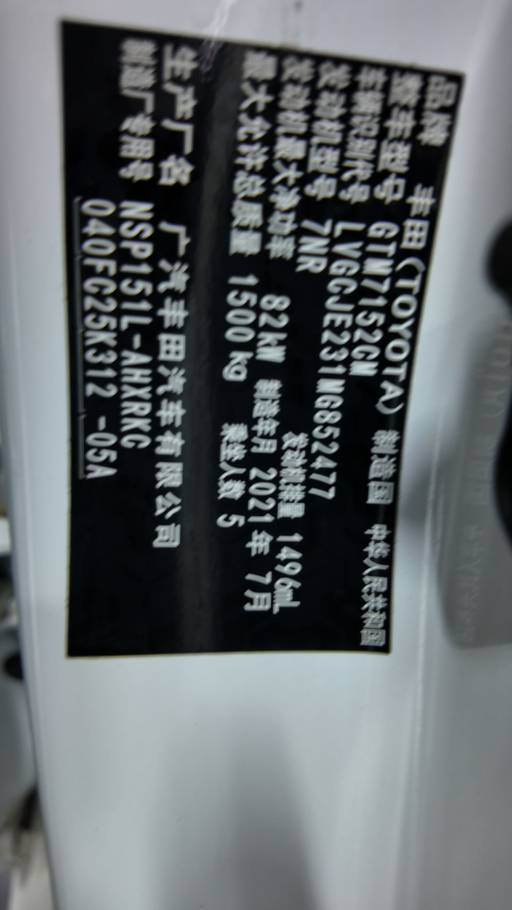 品牌 丰田(TOYOTA) 制造国 中华人民共和国
整车型号 GTM7152GM
车辆识别代号 LVGCJE231MG852477
发动机型号 7NR 发动机排量 1496mL
发动机最大净功率 82kW 制造年月 2021年 7月
最大允许总质量 1500kg 乘坐人数 5
生产厂名 广汽丰田汽车有限公司
制造厂专用号 NSP151L-AHXRKC
040FC25K312 -05A